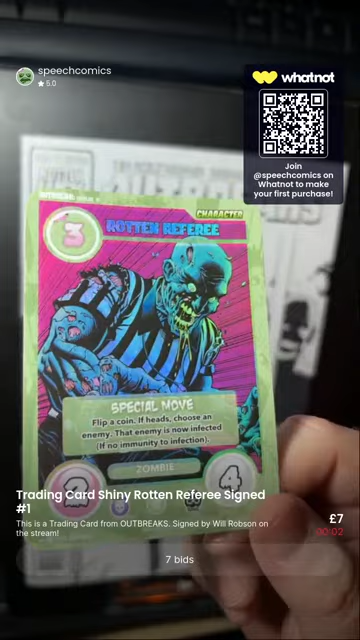 speechcomics
5.0
whatnot
Join
@speechcomics on
Whatnot to make
your first purchase!
CHARACTER
3
ROTTEN REFEREE
SPECIAL MOVE
Flip a coin. If heads, choose an
enemy. That enemy is now infected
(if no immunity to infection).
ZOMBIE
2
4
Trading Card Shiny Rotten Referee Signed
#1
This is a Trading Card from OUTBREAKS. Signed by Will Robson on
the stream!
£7
00:02
7 bids